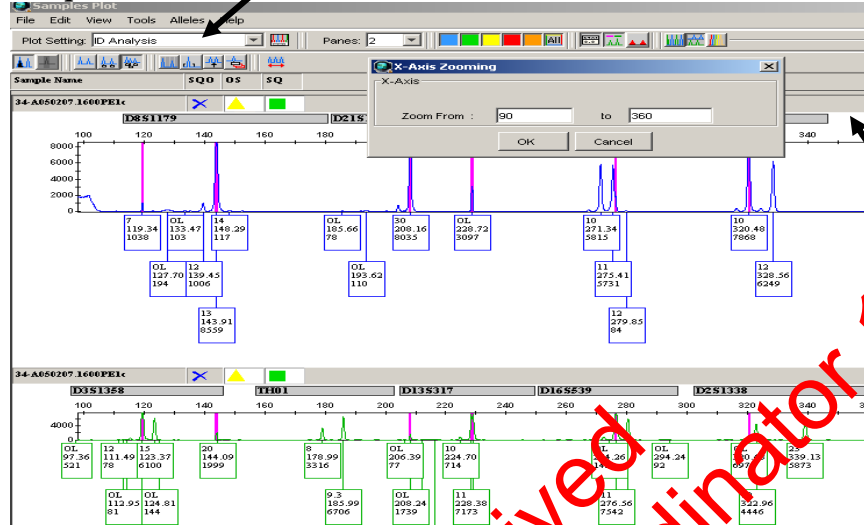 Samples Plot
File Edit View Tools Alleles Help
Plot Setting: ID Analysis Panes: 2 All
X-Axis Zooming
X-Axis
Zoom From : 90 to 360
OK Cancel
Sample Name SQO OS SQ
34-A050207.1600PE1c
D8S1179 D21S
100 120 140 160 180 340
8000
6000
4000
2000
0
7 OL 14 OL 30 OL 10 10
119.34 133.47 148.29 185.66 208.16 228.72 271.34 320.48
1038 103 117 78 8035 3097 5815 7868
OL 12 OL 11 12
127.70 139.45 193.62 275.41 328.56
194 1006 110 5731 6249
13 12
143.91 279.85
8559 84
34-A050207.1600PE1c
D3S1358 TH01 D13S317 D16S539 D2S1338
100 120 140 160 180 200 220 240 260 280 300 320 340
4000
0
OL 12 15 20 8 OL 10 OL
97.36 111.49 123.37 144.09 178.99 206.39 224.70 294.24 339.13
521 78 6100 1999 3316 77 714 92 5873
OL OL 9.3 OL 11 11
112.95 124.81 185.99 208.24 228.38 276.56 322.96
81 144 6706 1739 7173 7542 4446